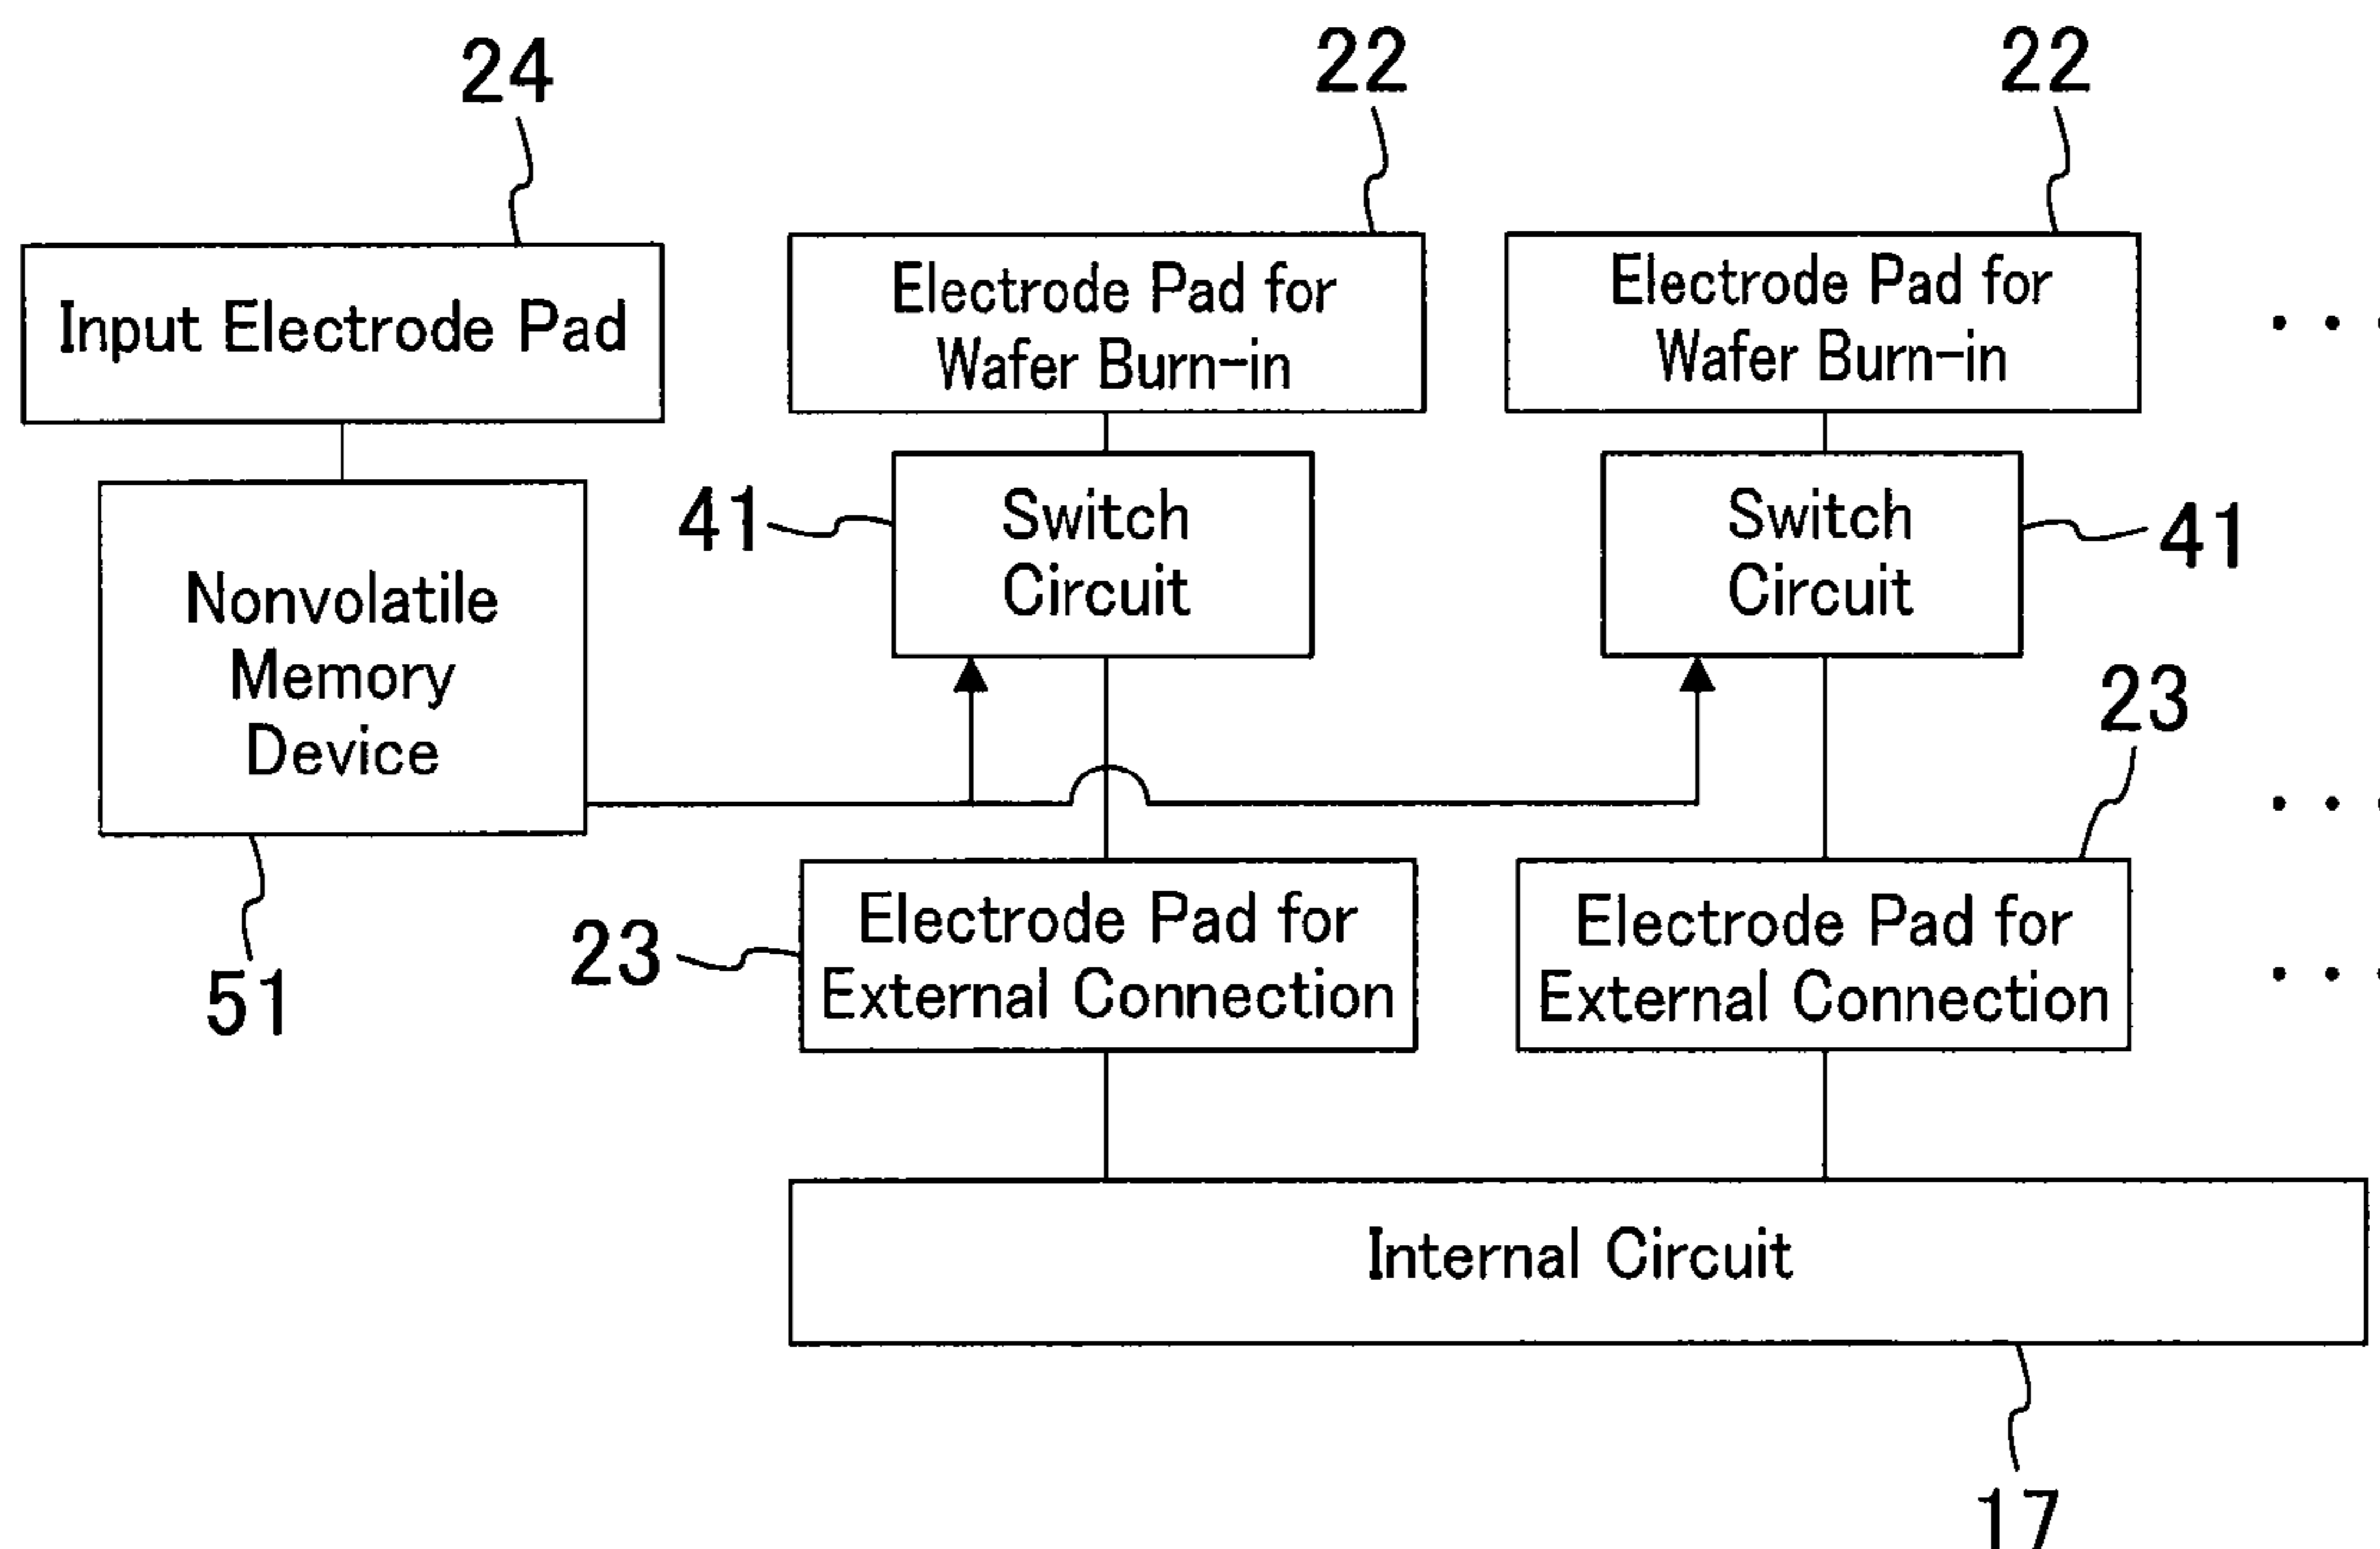 24
22
22
Input Electrode Pad
Electrode Pad for
Wafer Burn-in
Electrode Pad for
Wafer Burn-in
41
Switch
Circuit
Switch
Circuit
41
Nonvolatile
Memory
Device
23
51
23
Electrode Pad for
External Connection
Electrode Pad for
External Connection
Internal Circuit
17